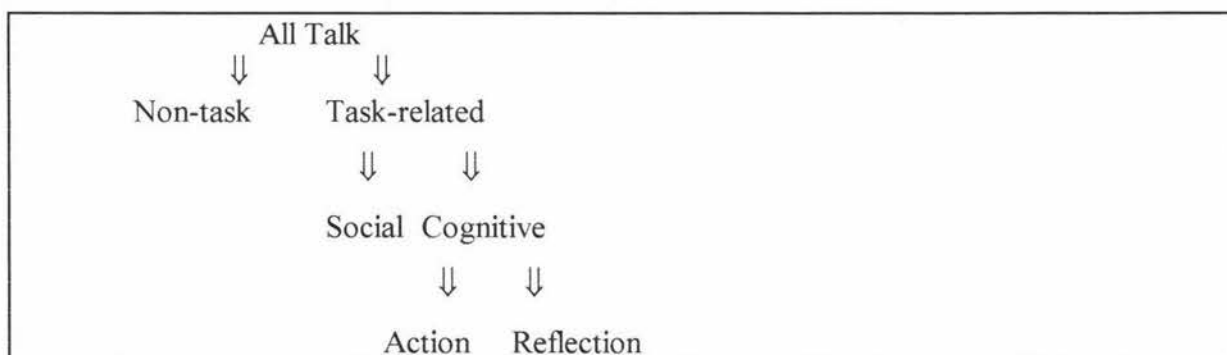 All Talk
⇓ ⇓
Non-task Task-related
⇓ ⇓
Social Cognitive
⇓ ⇓
Action Reflection